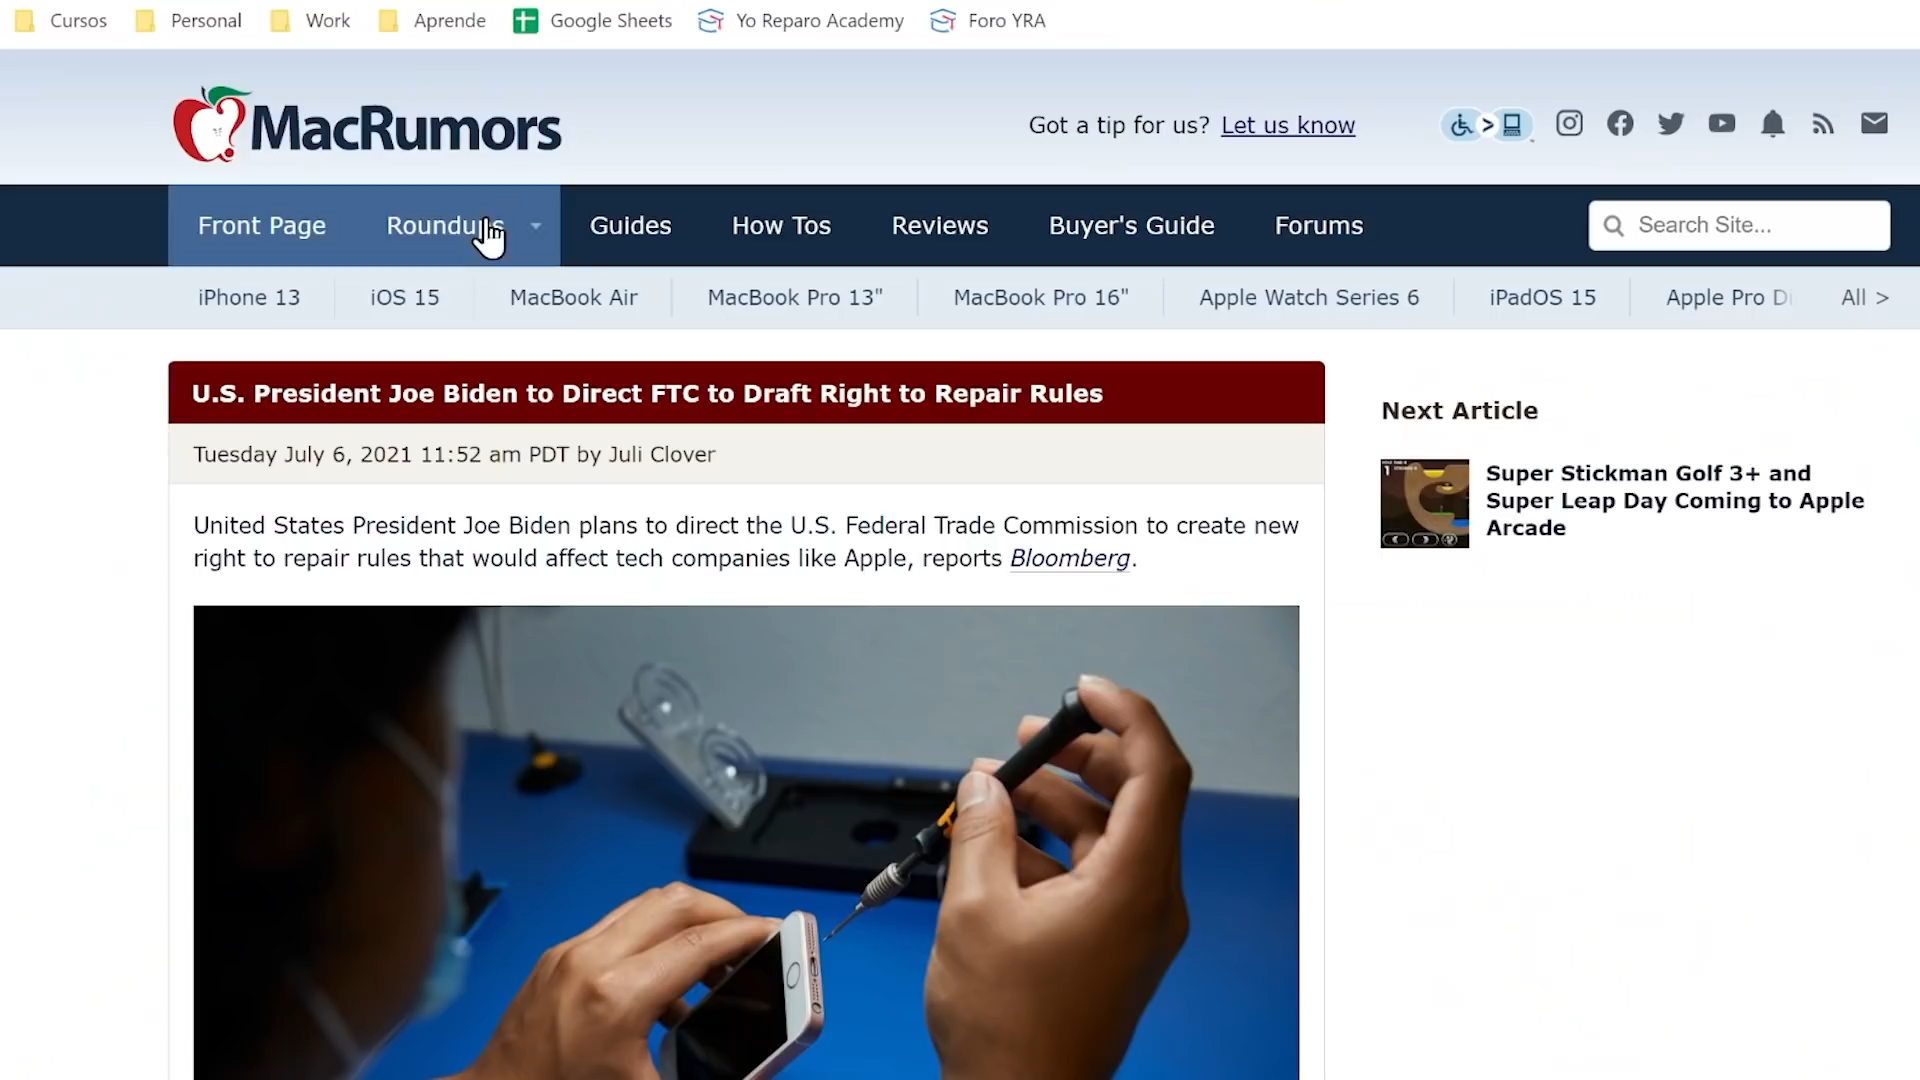 Cursos Personal Work Aprende Google Sheets Yo Reparo Academy Foro YRA
MacRumors
Got a tip for us? Let us know
Front Page Roundups Guides How Tos Reviews Buyer's Guide Forums Search Site...
iPhone 13 iOS 15 MacBook Air MacBook Pro 13" MacBook Pro 16" Apple Watch Series 6 iPadOS 15 Apple Pro Di All >
U.S. President Joe Biden to Direct FTC to Draft Right to Repair Rules
Tuesday July 6, 2021 11:52 am PDT by Juli Clover
United States President Joe Biden plans to direct the U.S. Federal Trade Commission to create new
right to repair rules that would affect tech companies like Apple, reports Bloomberg.
Next Article
Super Stickman Golf 3+ and
Super Leap Day Coming to Apple
Arcade